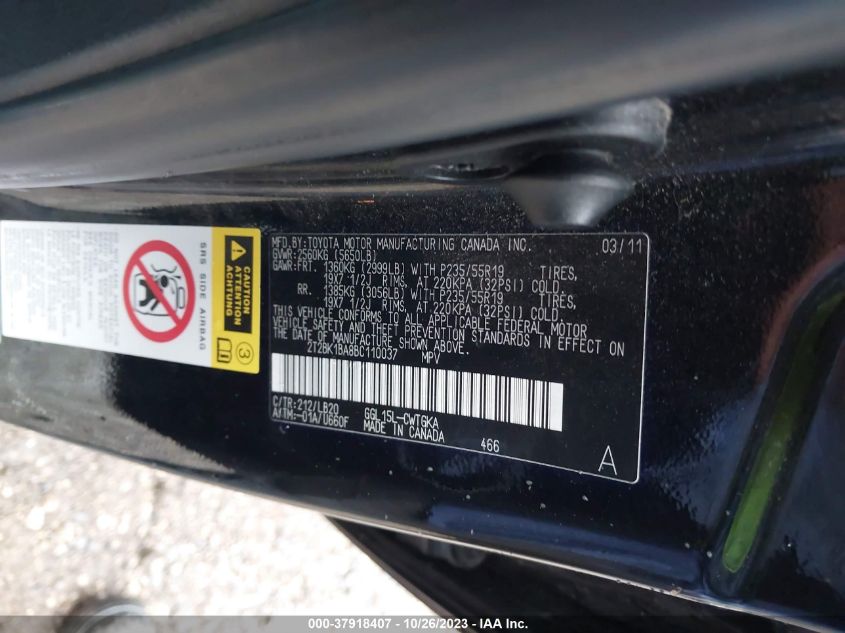 MFD.BY:TOYOTA MOTOR MANUFACTURING CANADA INC. 03/11
GVWR:2560KG (5650LB)
GAWR:FRT. 1360KG (2999LB) WITH P235/55R19 TIRES,
19X7 1/2J RIMS, AT 220KPA (32PSI) COLD.
RR. 1385KG (3056LB) WITH P235/55R19 TIRES,
19X7 1/2J RIMS, AT 220KPA (32PSI) COLD.
THIS VEHICLE CONFORMS TO ALL APPLICABLE FEDERAL MOTOR
VEHICLE SAFETY AND THEFT PREVENTION STANDARDS IN EFFECT ON
THE DATE OF MANUFACTURE SHOWN ABOVE.
2T2BK1BA8BC110037 MPV
C/TR:212/LB20 GGL15L-CWTGKA
A/TM:-01A/U660F MADE IN CANADA 466
A
SRS SIDE AIRBAG
CAUTION
ATTENTION
ACHTUNG
3
000-37918407 - 10/26/2023 - IAAI.com